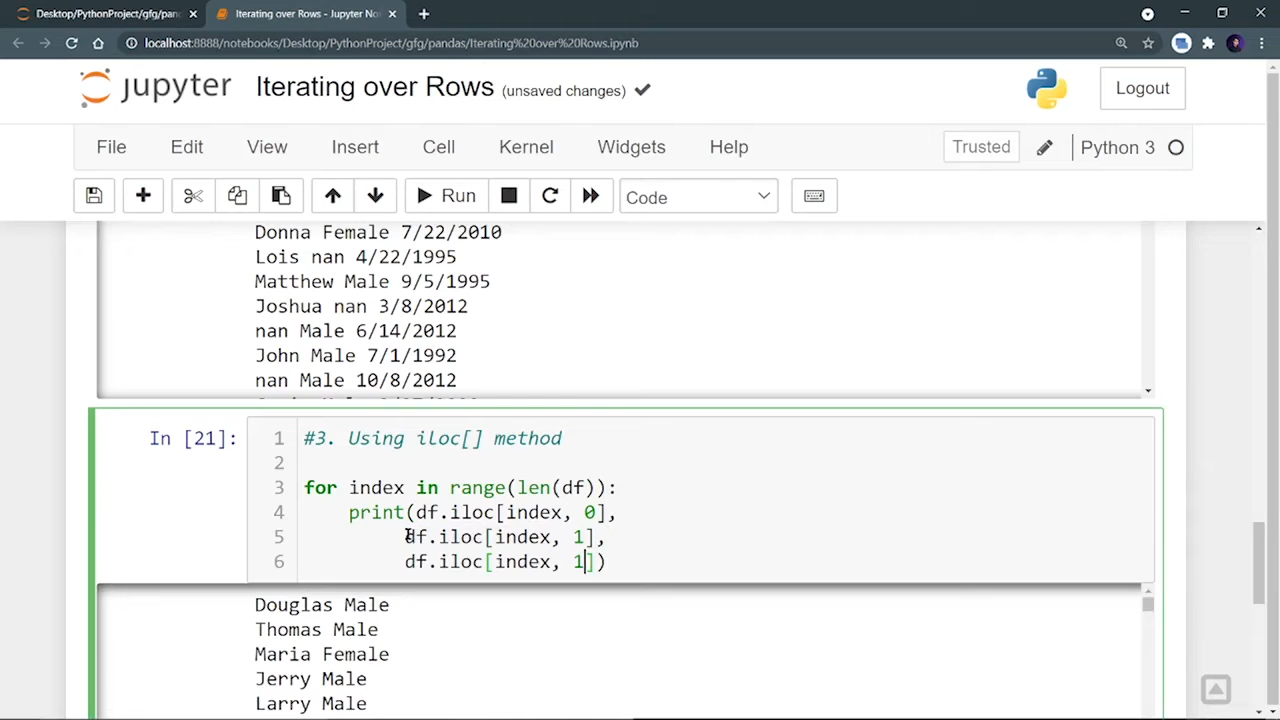 Desktop/PythonProject/gfg/pand
Iterating over Rows - Jupyter No
localhost:8888/notebooks/Desktop/PythonProject/gfg/pandas/Iterating%20over%20Rows.ipynb
jupyter Iterating over Rows (unsaved changes) Logout
File Edit View Insert Cell Kernel Widgets Help Trusted Python 3
Run Code
Donna Female 7/22/2010
Lois nan 4/22/1995
Matthew Male 9/5/1995
Joshua nan 3/8/2012
nan Male 6/14/2012
John Male 7/1/1992
nan Male 10/8/2012
In [21]: 1 #3. Using iloc[] method
2
3 for index in range(len(df)):
4 print(df.iloc[index, 0],
5 df.iloc[index, 1],
6 df.iloc[index, 1])
Douglas Male
Thomas Male
Maria Female
Jerry Male
Larry Male